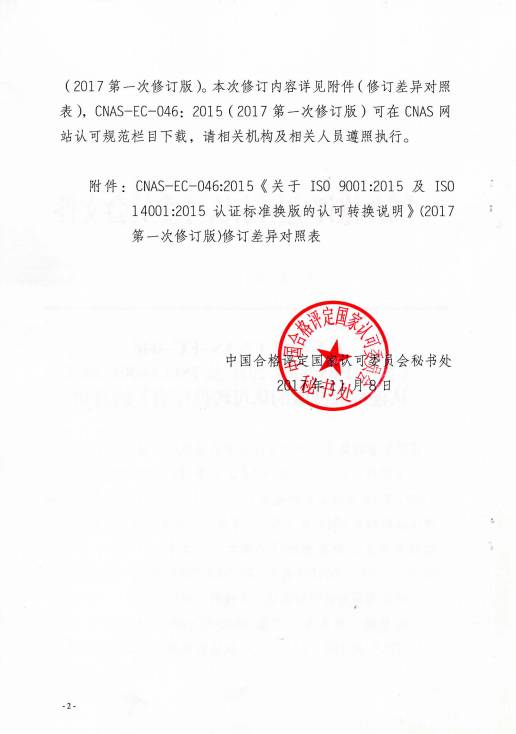 （2017 第一次修订版）。本次修订内容详见附件（修订差异对照
表），CNAS-EC-046：2015（2017 第一次修订版）可在 CNAS 网
站认可规范栏目下载，请相关机构及相关人员遵照执行。
附件：CNAS-EC-046:2015《关于 ISO 9001:2015 及 ISO
14001:2015 认证标准换版的认可转换说明》(2017
第一次修订版)修订差异对照表
中国合格评定国家认可委员会
中国合格评定国家认可委员会秘书处
2017年11月8日
秘书处
-2-